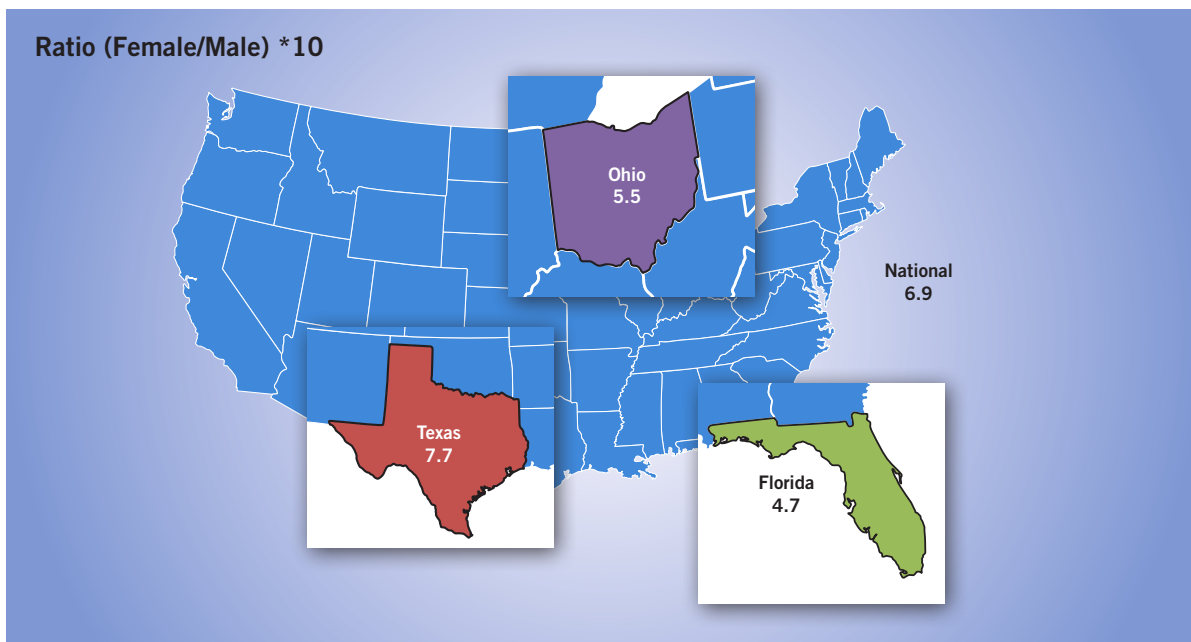 Ratio (Female/Male) *10
Ohio
5.5
National
6.9
Texas
7.7
Florida
4.7